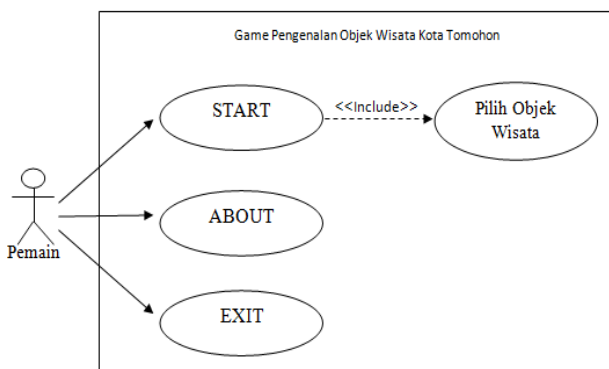 Game Pengenalan Objek Wisata Kota Tomohon
START
<<Include>>
Pilih Objek
Wisata
ABOUT
Pemain
EXIT